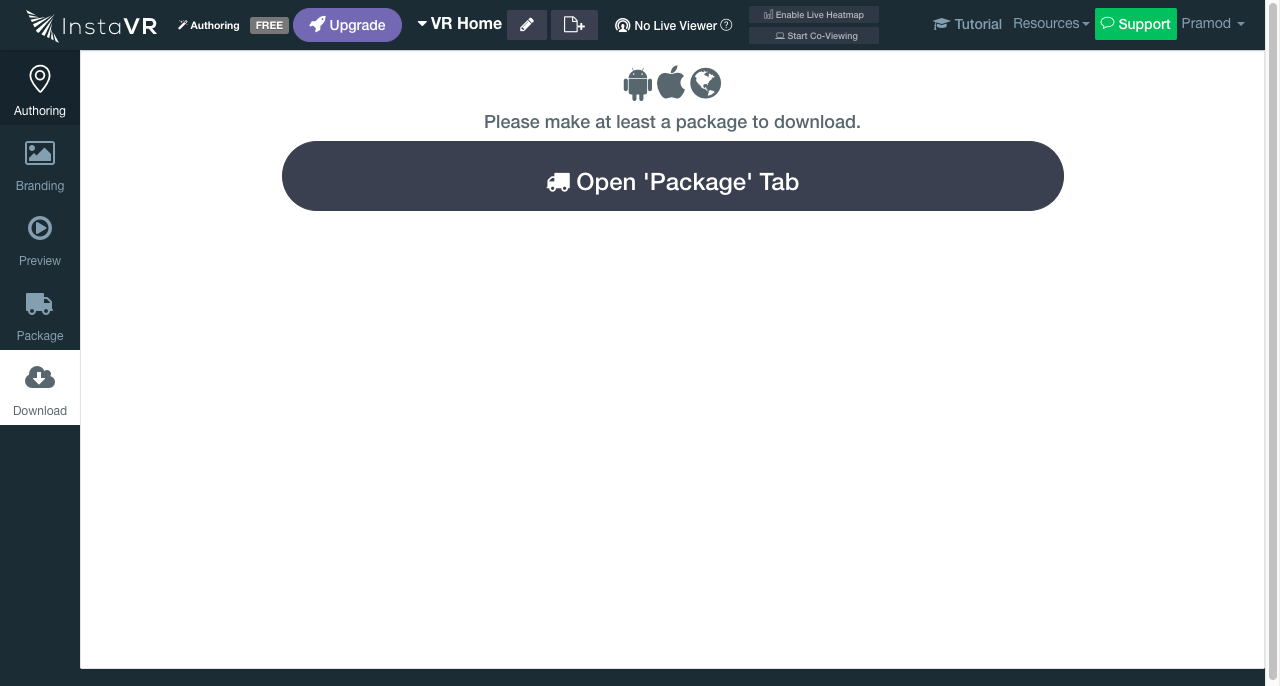 InstaVR
Authoring
FREE
Upgrade
VR Home
No Live Viewer
Enable Live Heatmap
Start Co-Viewing
Tutorial
Resources
Support
Pramod
Authoring
Branding
Preview
Package
Download
Please make at least a package to download.
Open 'Package' Tab